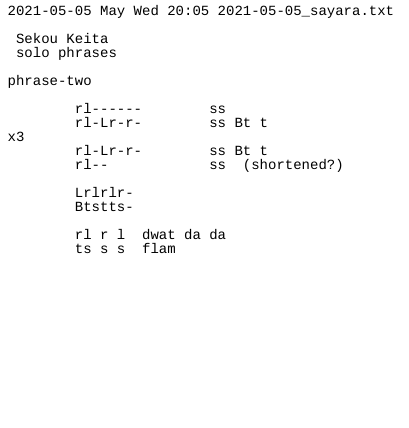 2021-05-05 May Wed 20:05 2021-05-05_sayara.txt
Sekou Keita
solo phrases
phrase-two
rl------        ss
rl-Lr-r-        ss Bt t
x3
rl-Lr-r-        ss Bt t
rl--            ss  (shortened?)
Lrlrlr-
Btstts-
rl r l  dwat da da
ts s s  flam